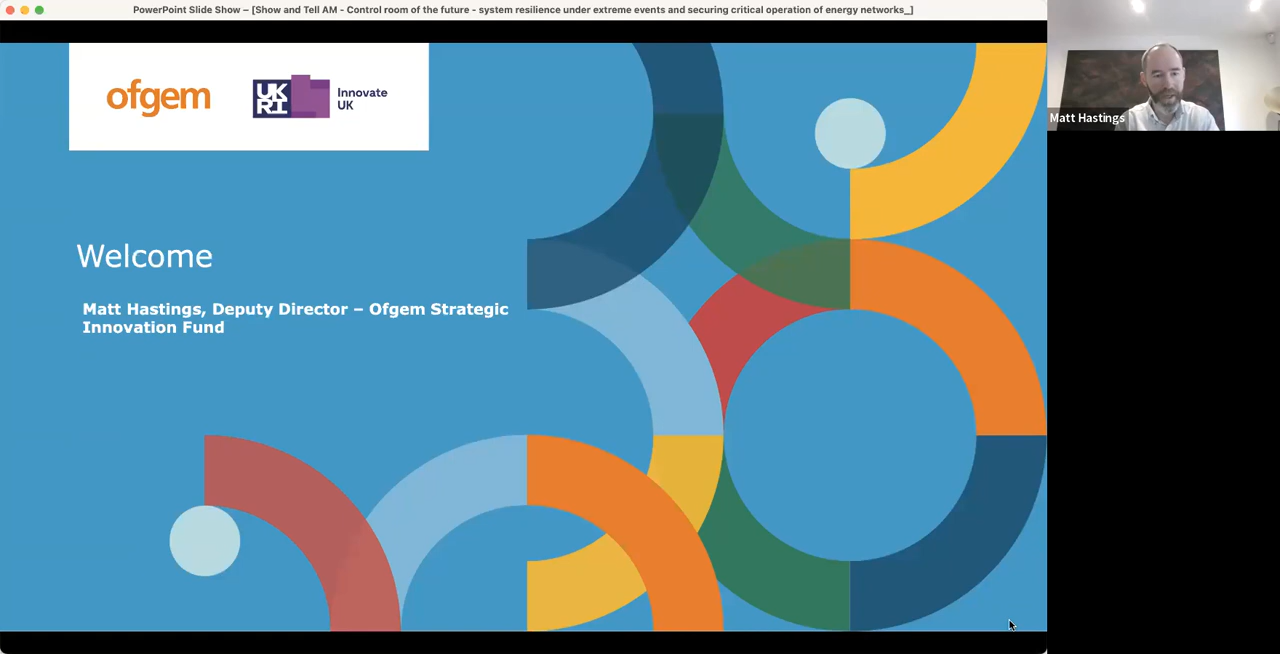 PowerPoint Slide Show – [Show and Tell AM - Control room of the future - system resilience under extreme events and securing critical operation of energy networks_]
ofgem
UK
RI
Innovate
UK
Matt Hastings
Welcome
Matt Hastings, Deputy Director – Ofgem Strategic
Innovation Fund